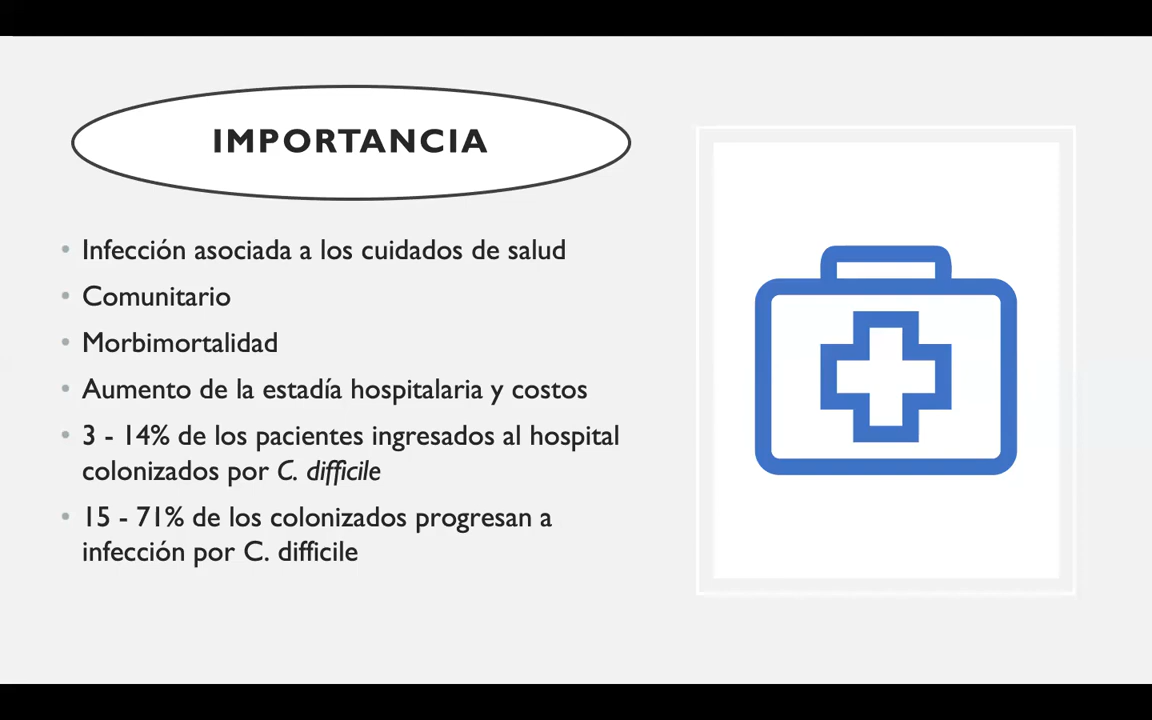 IMPORTANCIA
• Infección asociada a los cuidados de salud
• Comunitario
• Morbimortalidad
• Aumento de la estadía hospitalaria y costos
• 3 - 14% de los pacientes ingresados al hospital
colonizados por C. difficile
• 15 - 71% de los colonizados progresan a
infección por C. difficile